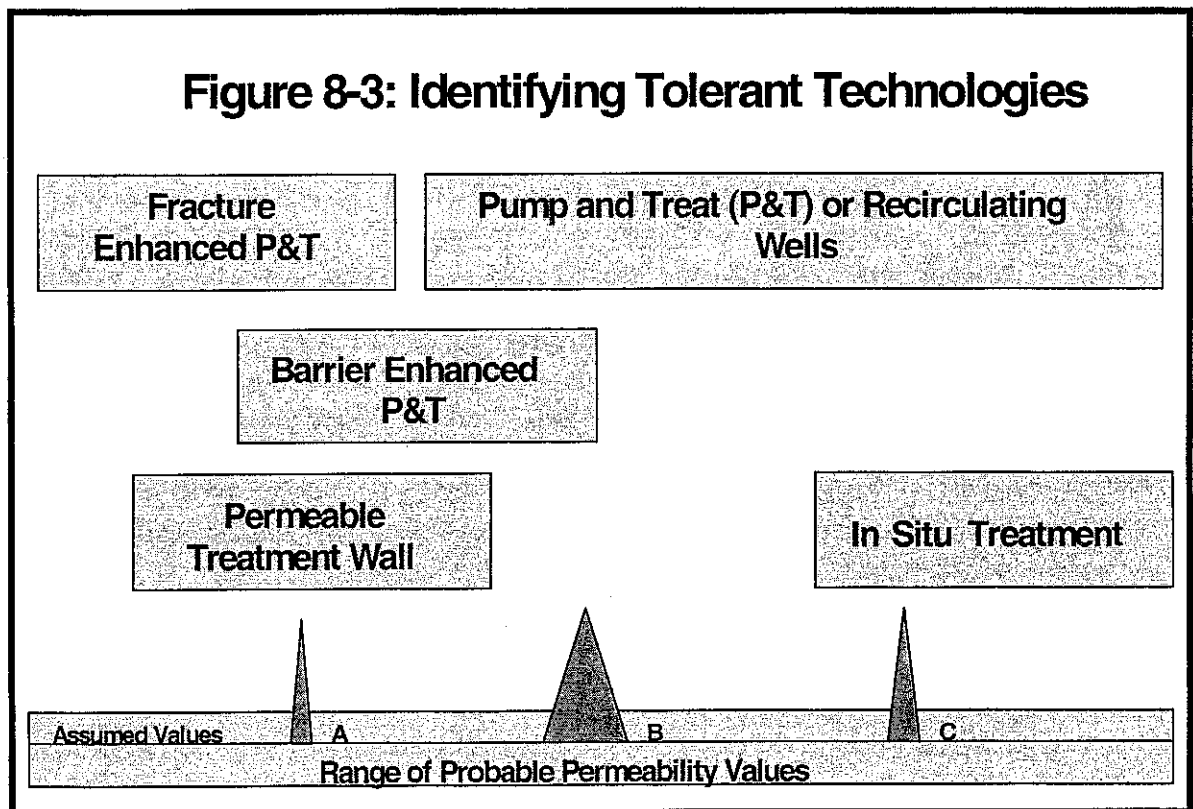 Figure 8-3: Identifying Tolerant Technologies
Fracture
Enhanced P&T
Pump and Treat (P&T) or Recirculating
Wells
Barrier Enhanced
P&T
Permeable
Treatment Wall
In Situ Treatment
Assumed Values
A
B
C
Range of Probable Permeability Values